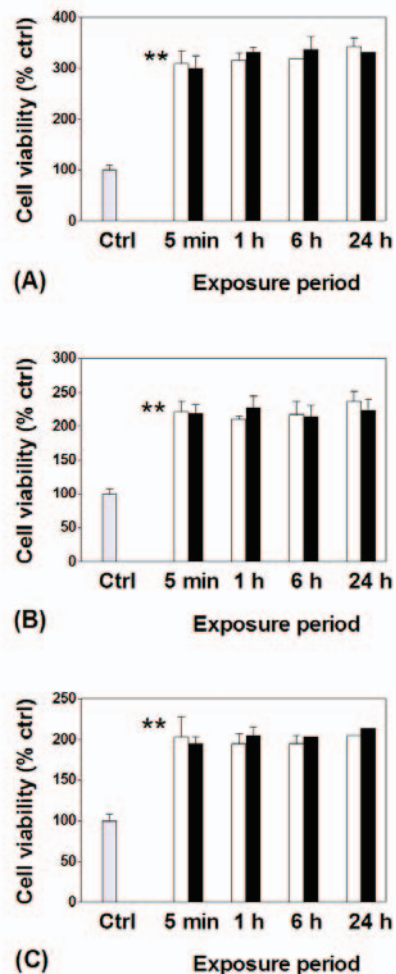 Cell viability (% ctrl)
400
300
200
100
0
**
Ctrl 5 min 1 h 6 h 24 h
(A) Exposure period
Cell viability (% ctrl)
300
250
200
150
100
50
0
**
Ctrl 5 min 1 h 6 h 24 h
(B) Exposure period
Cell viability (% ctrl)
250
200
150
100
50
0
**
Ctrl 5 min 1 h 6 h 24 h
(C) Exposure period